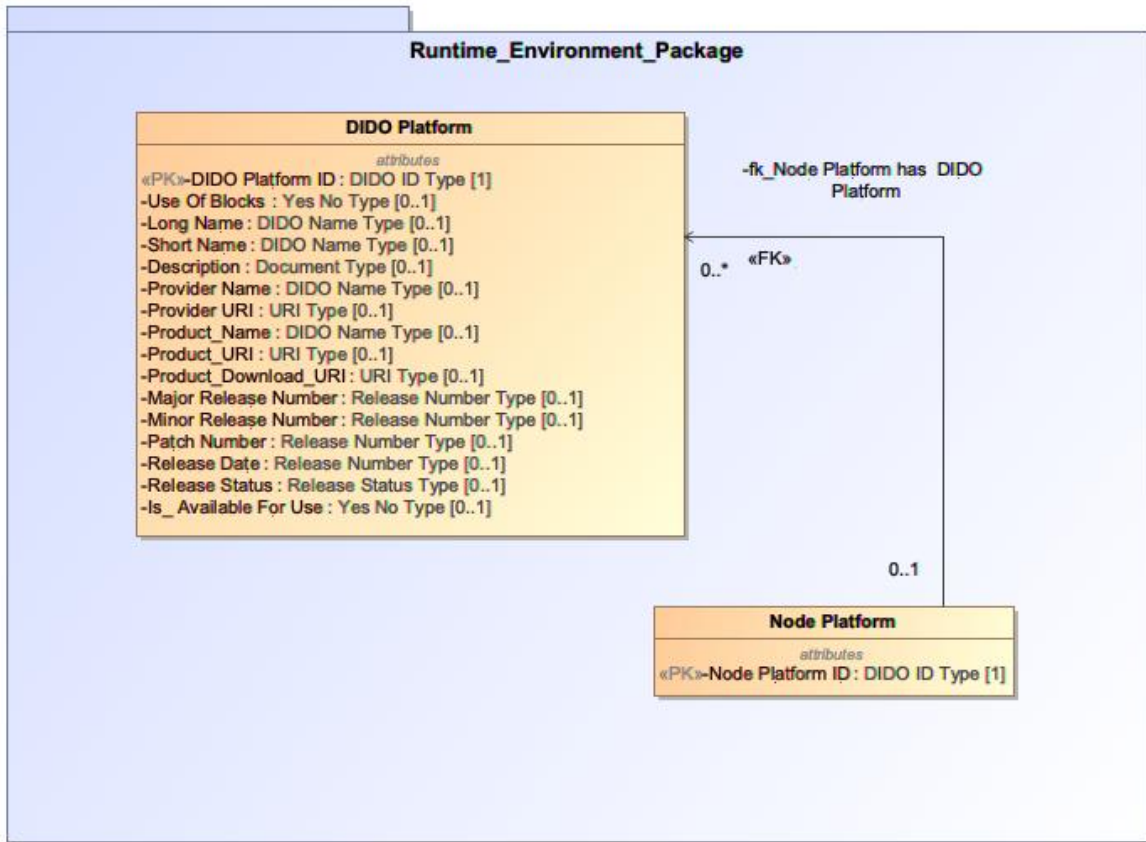 Runtime_Environment_Package
DIDO Platform
attributes
«PK»-DIDO Platform ID : DIDO ID Type [1]
-Use Of Blocks : Yes No Type [0..1]
-Long Name : DIDO Name Type [0..1]
-Short Name : DIDO Name Type [0..1]
-Description : Document Type [0..1]
-Provider Name : DIDO Name Type [0..1]
-Provider URI : URI Type [0..1]
-Product_Name : DIDO Name Type [0..1]
-Product_URI : URI Type [0..1]
-Product_Download_URI : URI Type [0..1]
-Major Release Number : Release Number Type [0..1]
-Minor Release Number : Release Number Type [0..1]
-Patch Number : Release Number Type [0..1]
-Release Date : Release Number Type [0..1]
-Release Status : Release Status Type [0..1]
-Is_ Available For Use : Yes No Type [0..1]
-fk_Node Platform has DIDO
Platform
0..* «FK»
0..1
Node Platform
attributes
«PK»-Node Platform ID : DIDO ID Type [1]